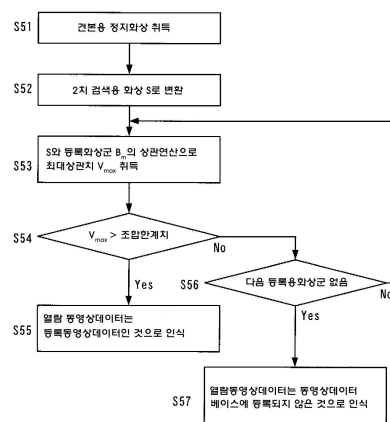 S51
견본용 정지화상 취득
S52
2치 검색용 화상 S로 변환
S53
S와 등록화상군 Bm의 상관연산으로
최대상관치 Vmax 취득
S54
Vmax > 조합한계치
No
Yes
S55
열람 동영상데이터는
등록동영상데이터인 것으로 인식
S56
다음 등록용화상군 없음
No
Yes
S57
열람동영상데이터는 동영상데이터
베이스에 등록되지 않은 것으로 인식